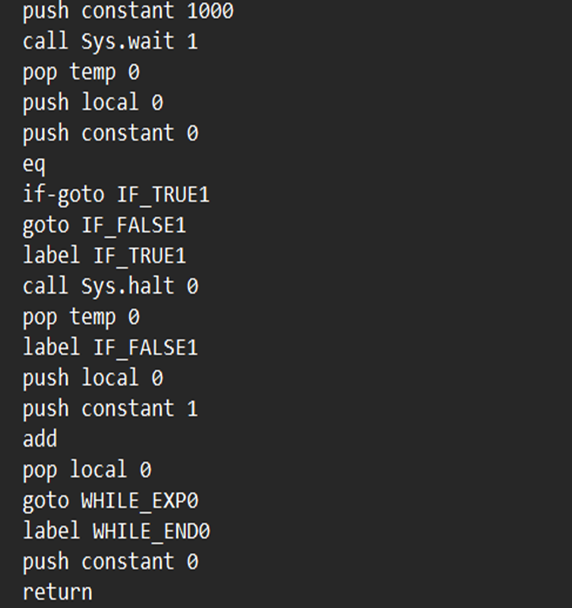 push constant 1000
call Sys.wait 1
pop temp 0
push local 0
push constant 0
eq
if-goto IF_TRUE1
goto IF_FALSE1
label IF_TRUE1
call Sys.halt 0
pop temp 0
label IF_FALSE1
push local 0
push constant 1
add
pop local 0
goto WHILE_EXP0
label WHILE_END0
push constant 0
return